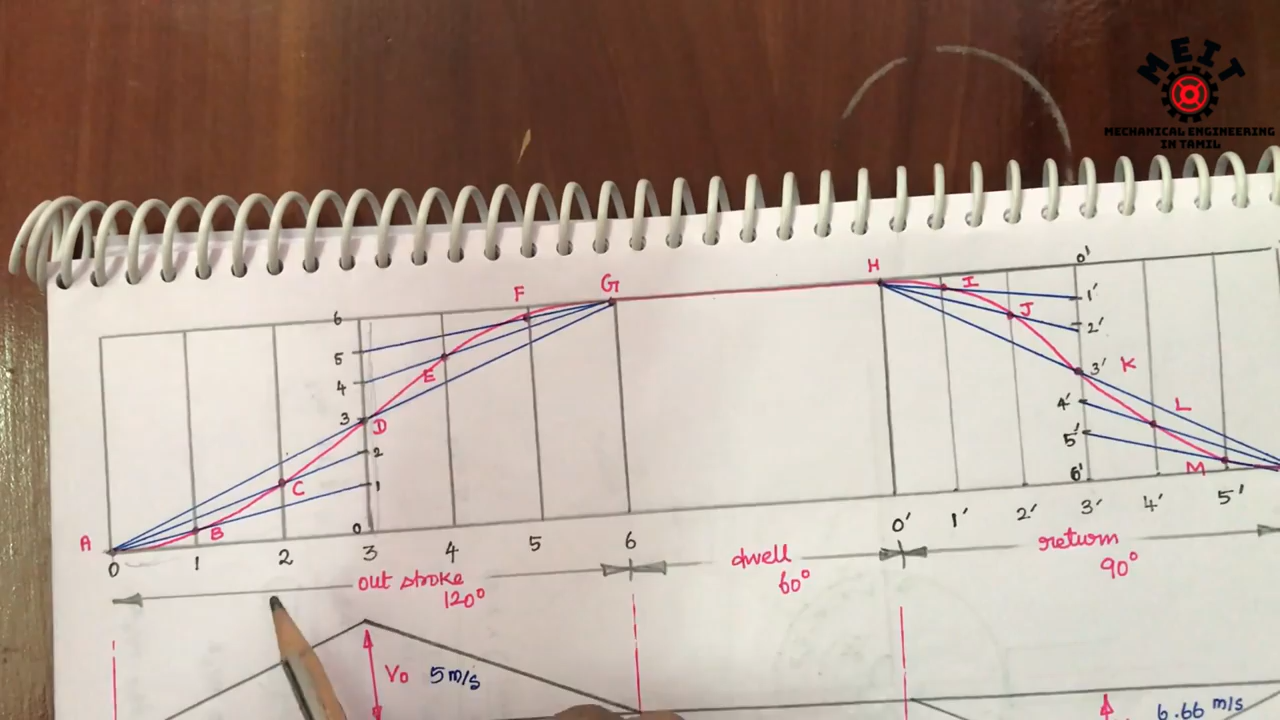 MEIT
MECHANICAL ENGINEERING
IN TAMIL
A B C D E F G
H I J K L M
6
5
4
3
2
1
0
0'
1'
2'
3'
4'
5'
6'
0 1 2 3 4 5 6
0' 1' 2' 3' 4' 5'
out stroke
120°
dwell
60°
return
90°
Vo 5m/s
6.66 m/s